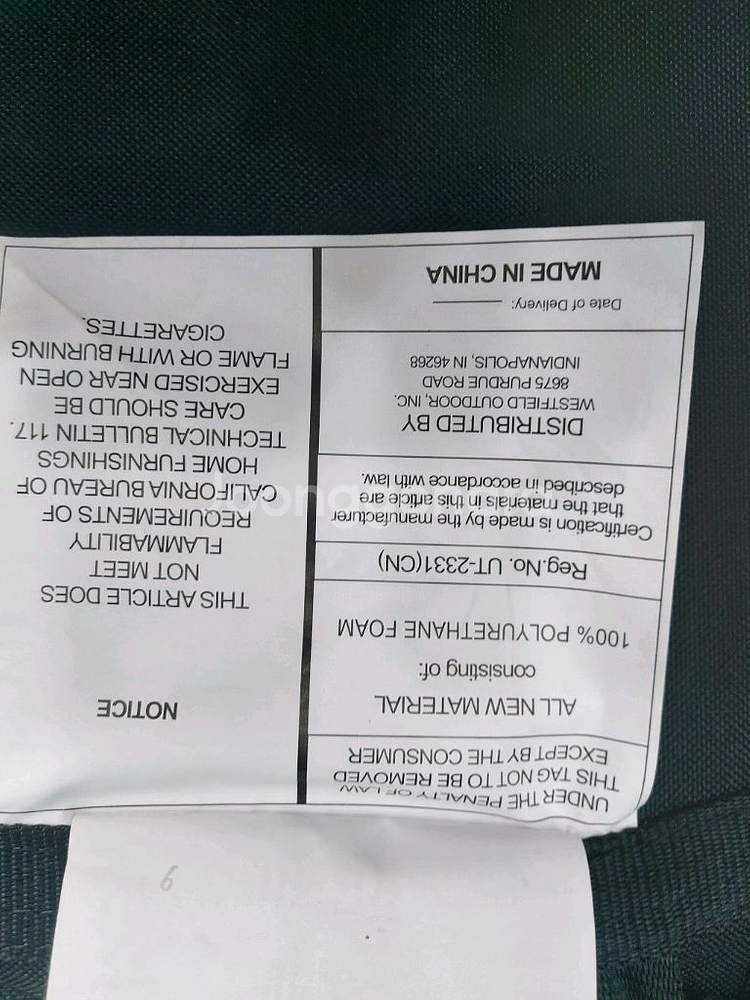 UNDER THE PENALTY OF LAW
THIS TAG NOT TO BE REMOVED
EXCEPT BY THE CONSUMER
ALL NEW MATERIAL
consisting of:
100% POLYURETHANE FOAM
Reg.No. UT-2331(CN)
Certification is made by the manufacturer
that the materials in this article are
described in accordance with law.
DISTRIBUTED BY
WESTFIELD OUTDOOR, INC.
8675 PURDUE ROAD
INDIANAPOLIS, IN 46268
Date of Delivery:
MADE IN CHINA
NOTICE
THIS ARTICLE DOES
NOT MEET
FLAMMABILITY
REQUIREMENTS OF
CALIFORNIA BUREAU OF
HOME FURNISHINGS
TECHNICAL BULLETIN 117.
CARE SHOULD BE
EXERCISED NEAR OPEN
FLAME OR WITH BURNING
CIGARETTES.